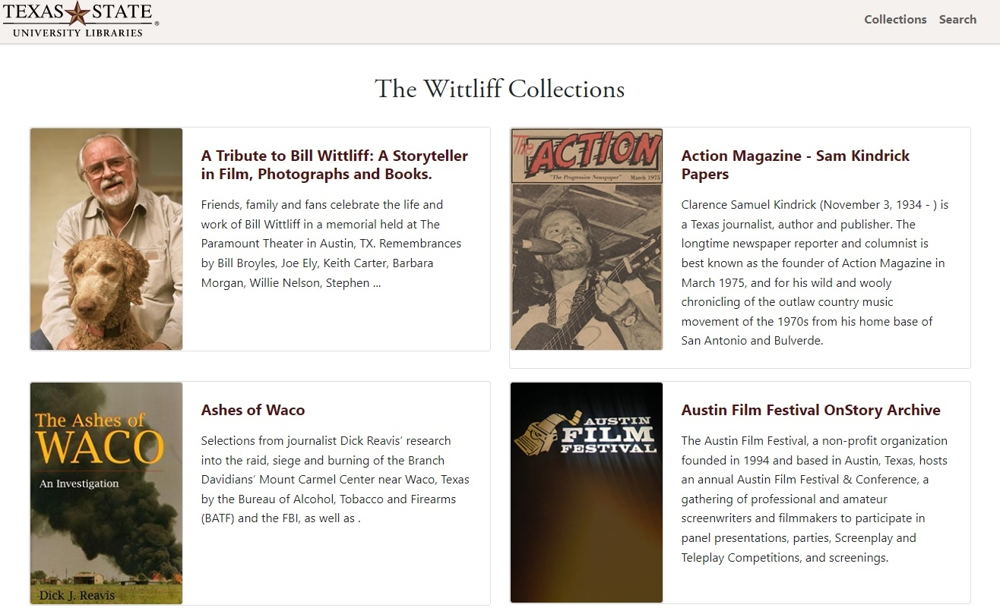 TEXAS STATE
UNIVERSITY LIBRARIES ®
Collections Search
The Wittliff Collections
A Tribute to Bill Wittliff: A Storyteller
in Film, Photographs and Books.
Friends, family and fans celebrate the life and
work of Bill Wittliff in a memorial held at The
Paramount Theater in Austin, TX. Remembrances
by Bill Broyles, Joe Ely, Keith Carter, Barbara
Morgan, Willie Nelson, Stephen ...
The ACTION
"The Progressive Newspaper" March 1975
Action Magazine - Sam Kindrick
Papers
Clarence Samuel Kindrick (November 3, 1934 - ) is
a Texas journalist, author and publisher. The
longtime newspaper reporter and columnist is
best known as the founder of Action Magazine in
March 1975, and for his wild and wooly
chronicling of the outlaw country music
movement of the 1970s from his home base of
San Antonio and Bulverde.
The Ashes of
WACO
An Investigation
Dick J. Reavis
Ashes of Waco
Selections from journalist Dick Reavis’ research
into the raid, siege and burning of the Branch
Davidians’ Mount Carmel Center near Waco, Texas
by the Bureau of Alcohol, Tobacco and Firearms
(BATF) and the FBI, as well as .
AUSTIN
FILM
FESTIVAL
Austin Film Festival OnStory Archive
The Austin Film Festival, a non-profit organization
founded in 1994 and based in Austin, Texas, hosts
an annual Austin Film Festival & Conference, a
gathering of professional and amateur
screenwriters and filmmakers to participate in
panel presentations, parties, Screenplay and
Teleplay Competitions, and screenings.